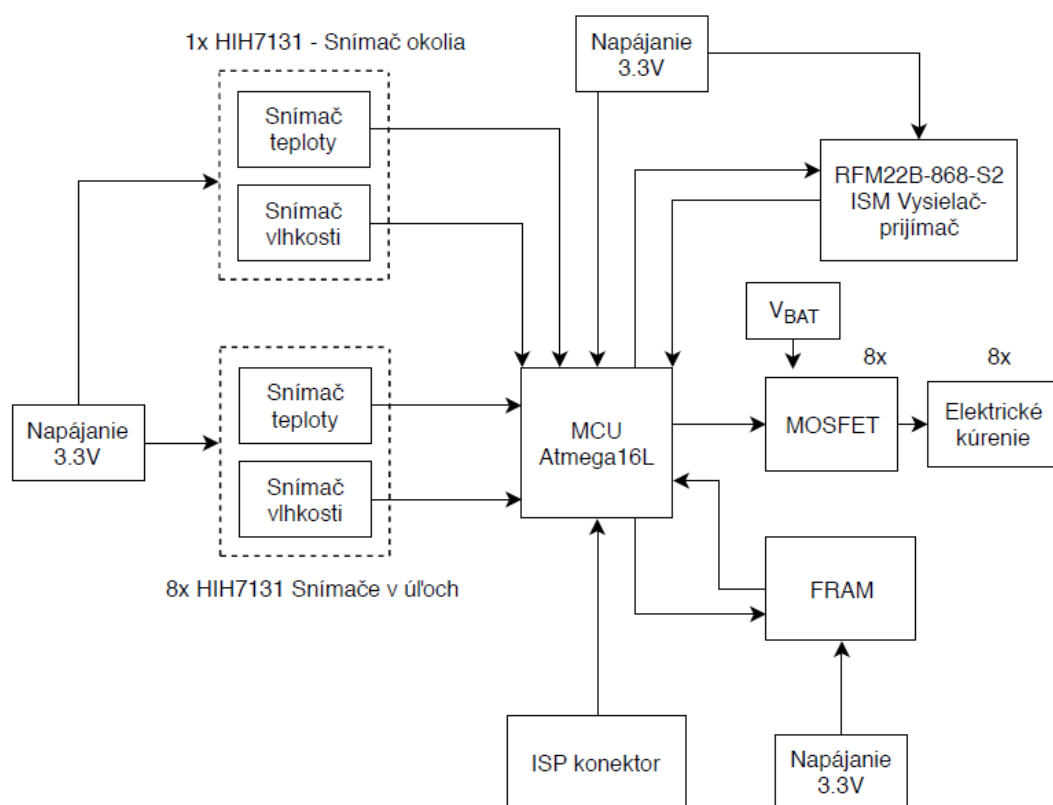 1x HIH7131 - Snímač okolia
Snímač
teploty
Snímač
vlhkosti
Napájanie
3.3V
RFM22B-868-S2
ISM Vysielač-
prijímač
VBAT
8x
8x
Snímač
teploty
Snímač
vlhkosti
Napájanie
3.3V
MCU
Atmega16L
MOSFET
Elektrické
kúrenie
8x HIH7131 Snímače v úľoch
FRAM
ISP konektor
Napájanie
3.3V